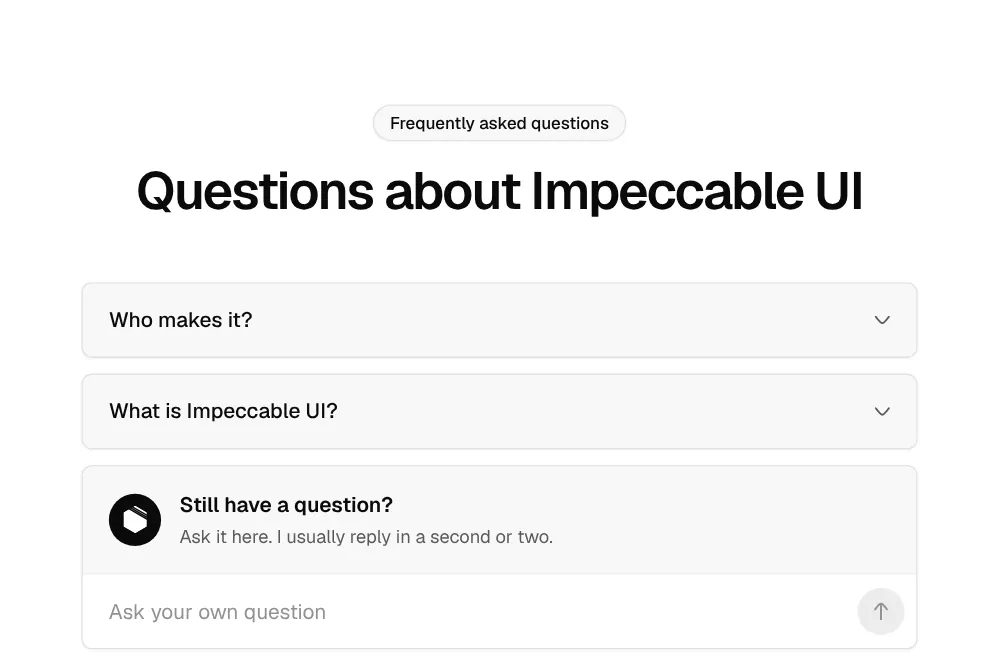 Frequently asked questions
Questions about Impeccable UI
Who makes it?
What is Impeccable UI?
Still have a question?
Ask it here. I usually reply in a second or two.
Ask your own question